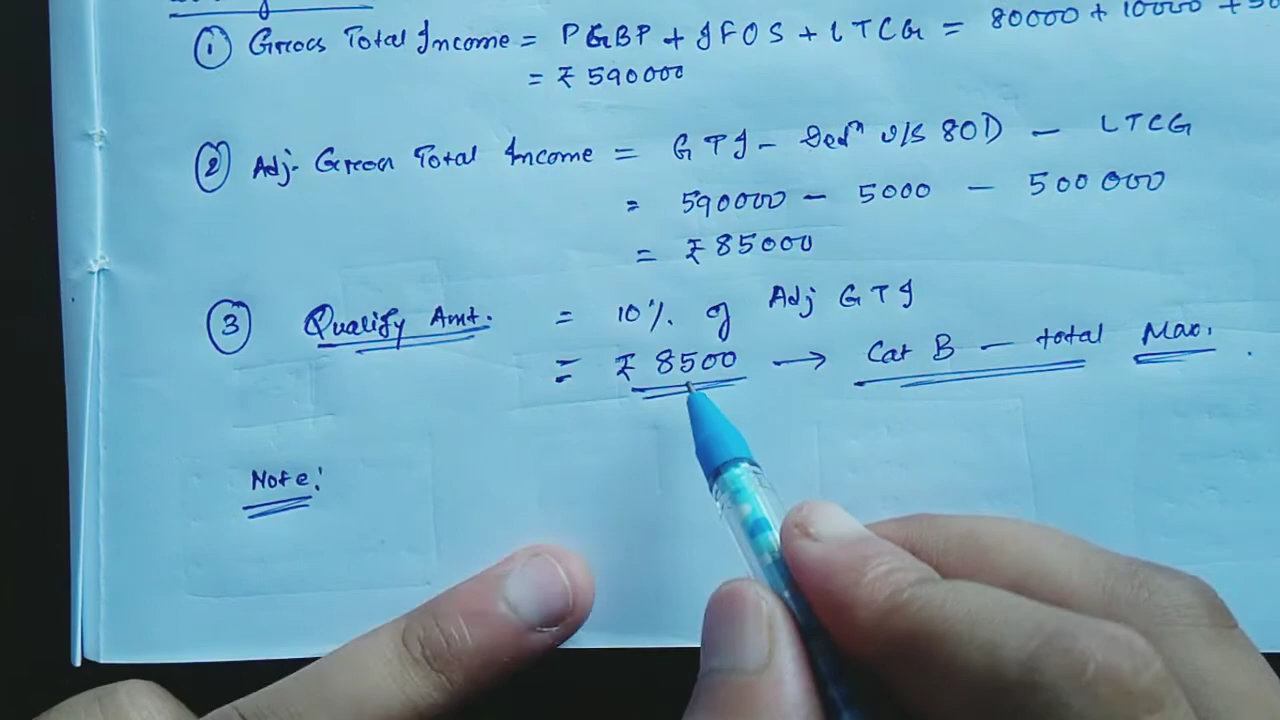 ① Gross Total Income = PGBP + IFOS + LTCG = 80000 + 10000 +
= ₹ 590000
② Adj. Gross Total Income = GTI - Dedⁿ U/S 80D - LTCG
= 590000 - 5000 - 500000
= ₹ 85000
③ Qualify Amt. = 10% of Adj GTI
= ₹ 8500 → Cat B - total Max.
Note: